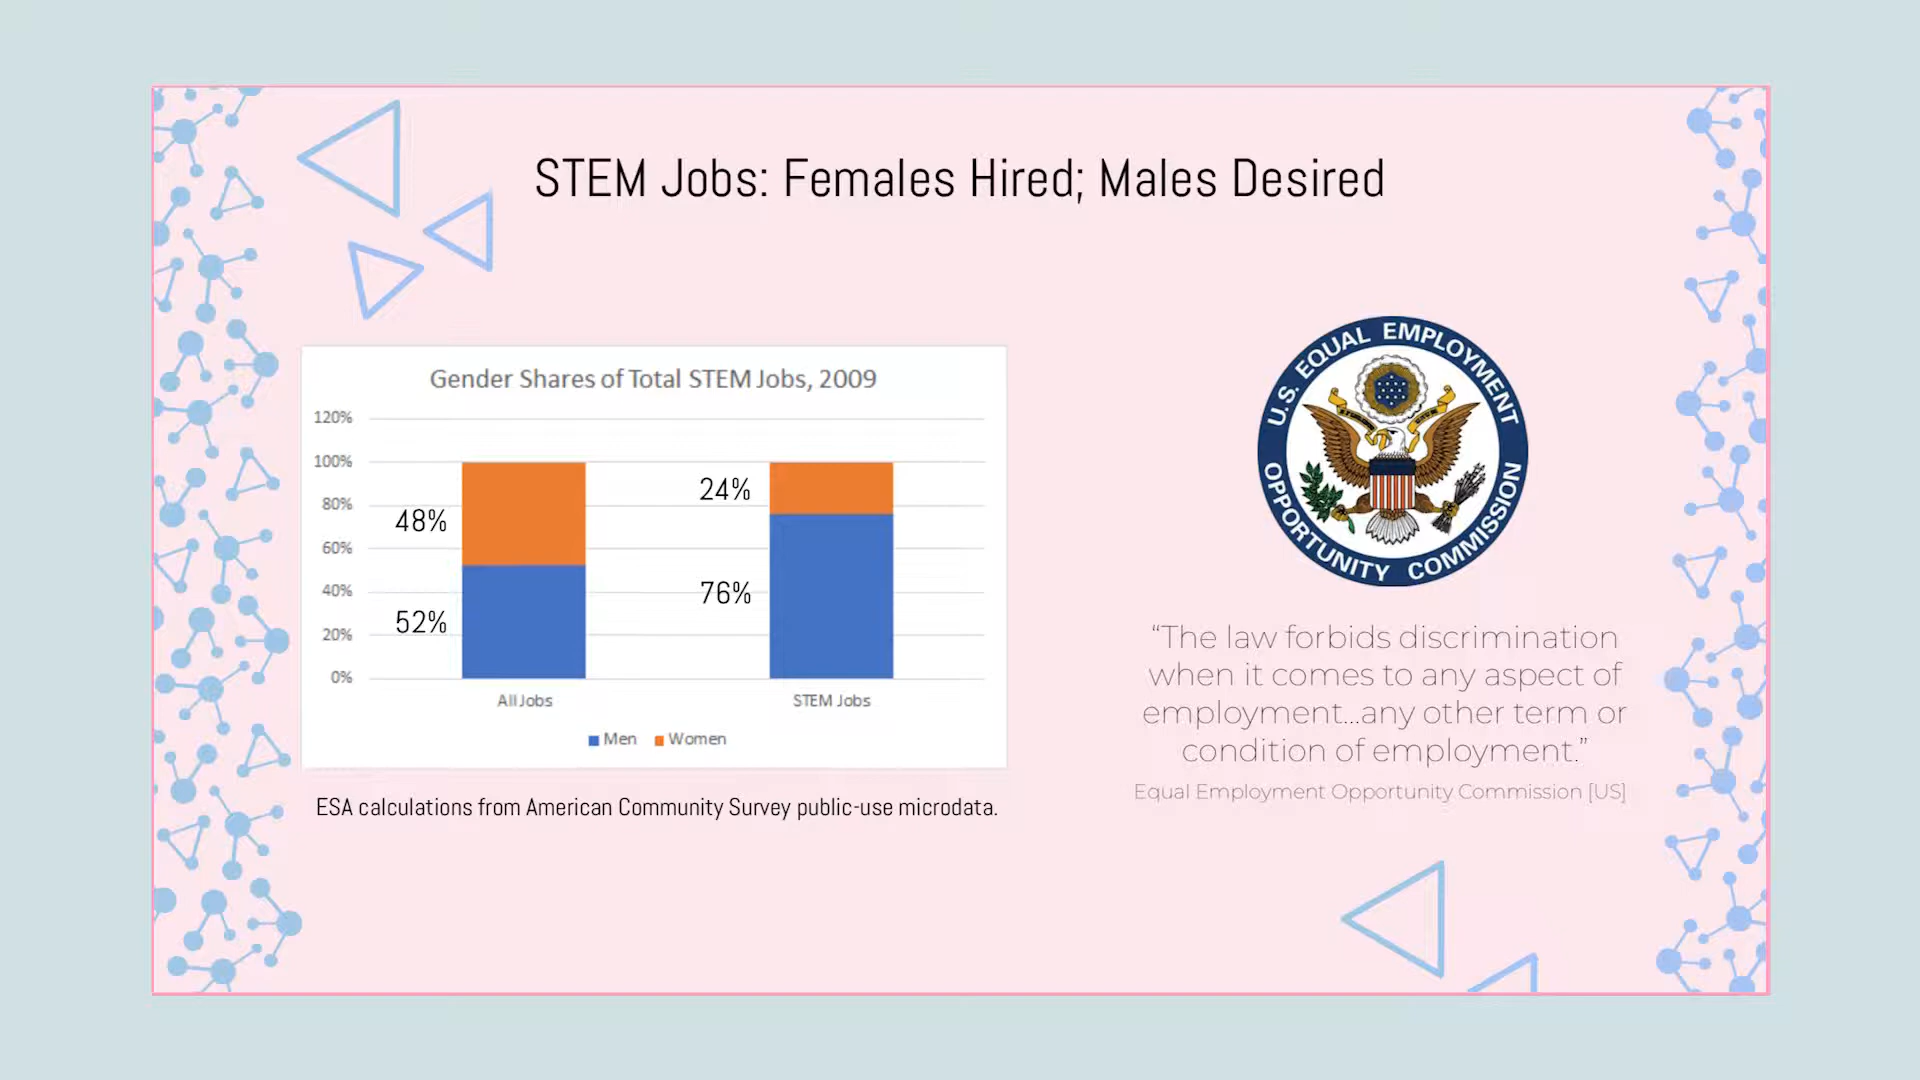 STEM Jobs: Females Hired; Males Desired
Gender Shares of Total STEM Jobs, 2009
120%
100%
80%
60%
40%
20%
0%
48%
52%
24%
76%
All Jobs
STEM Jobs
Men
Women
ESA calculations from American Community Survey public-use microdata.
U.S. EQUAL EMPLOYMENT
OPPORTUNITY COMMISSION
“The law forbids discrimination
when it comes to any aspect of
employment...any other term or
condition of employment.”
Equal Employment Opportunity Commission [US]